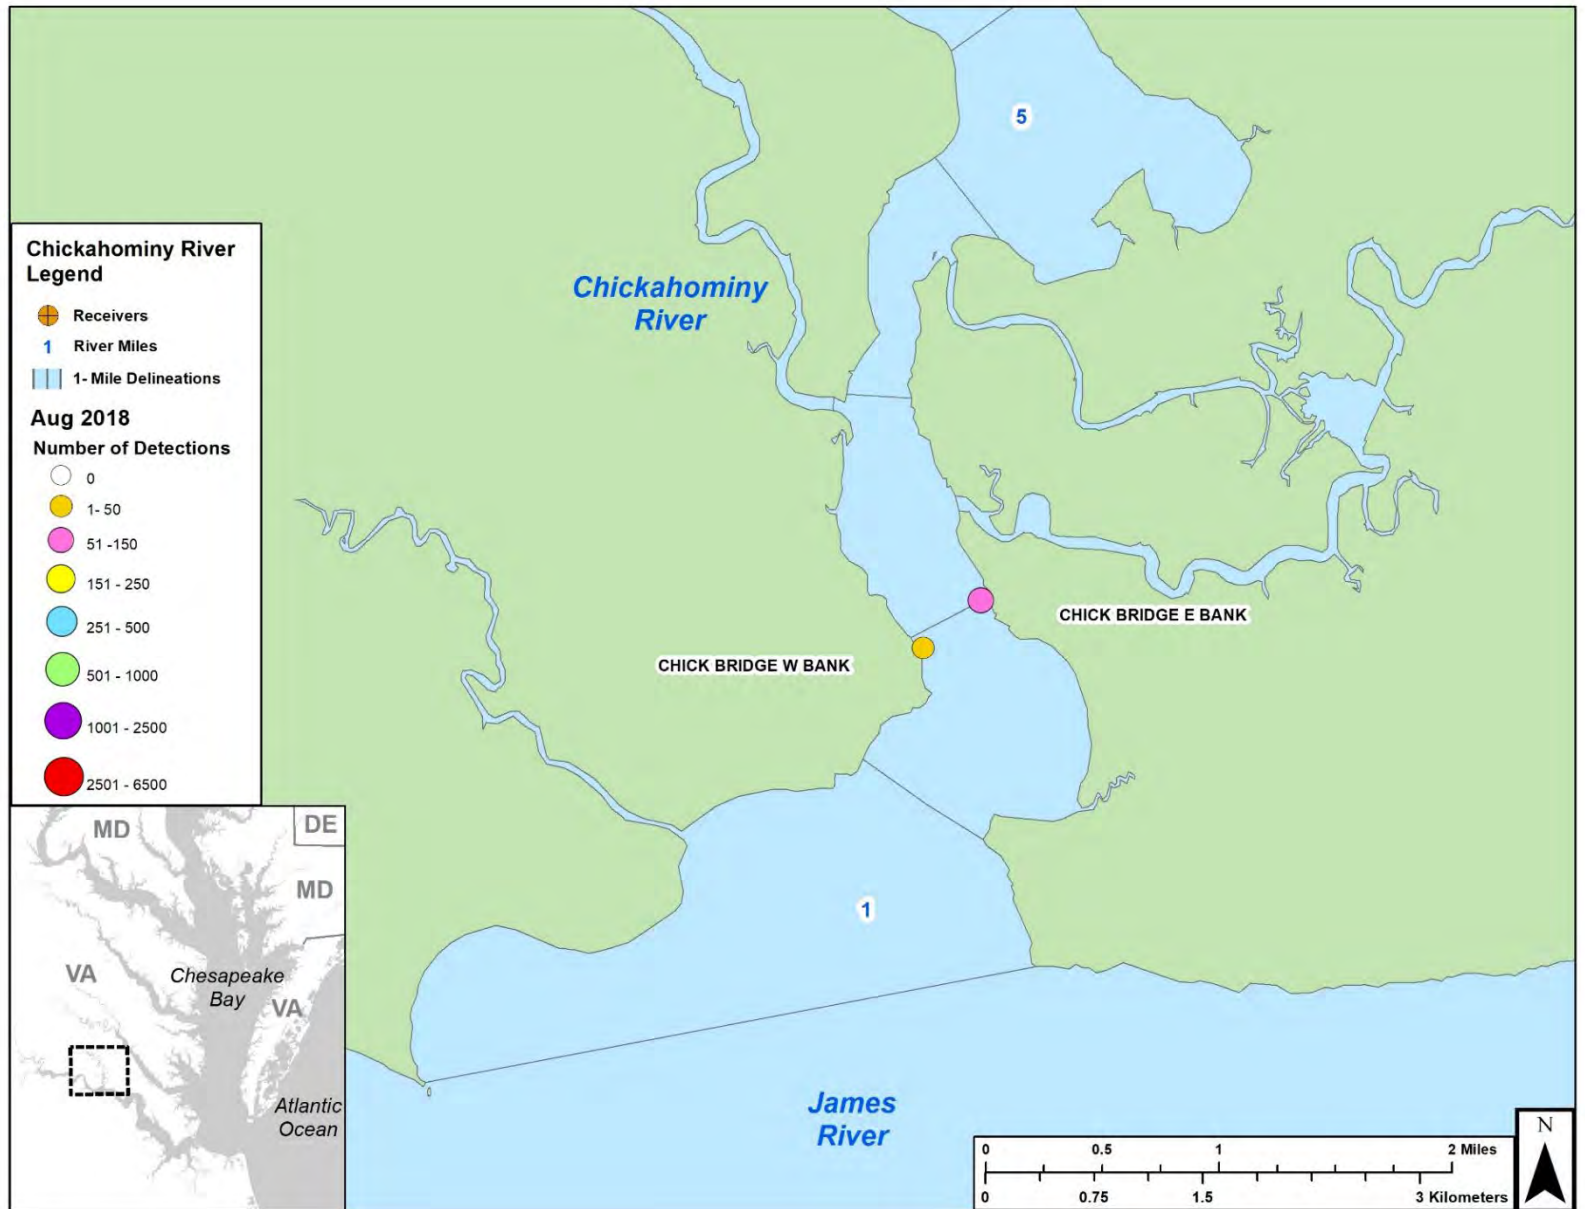 5
Chickahominy
River
Chickahominy River
Legend
Receivers
1 River Miles
1- Mile Delineations
Aug 2018
Number of Detections
0
1- 50
51 -150
151 - 250
251 - 500
501 - 1000
1001 - 2500
2501 - 6500
CHICK BRIDGE E BANK
CHICK BRIDGE W BANK
1
MD
DE
MD
VA
Chesapeake
Bay
VA
Atlantic
Ocean
James
River
0 0.5 1 2 Miles
0 0.75 1.5 3 Kilometers
N